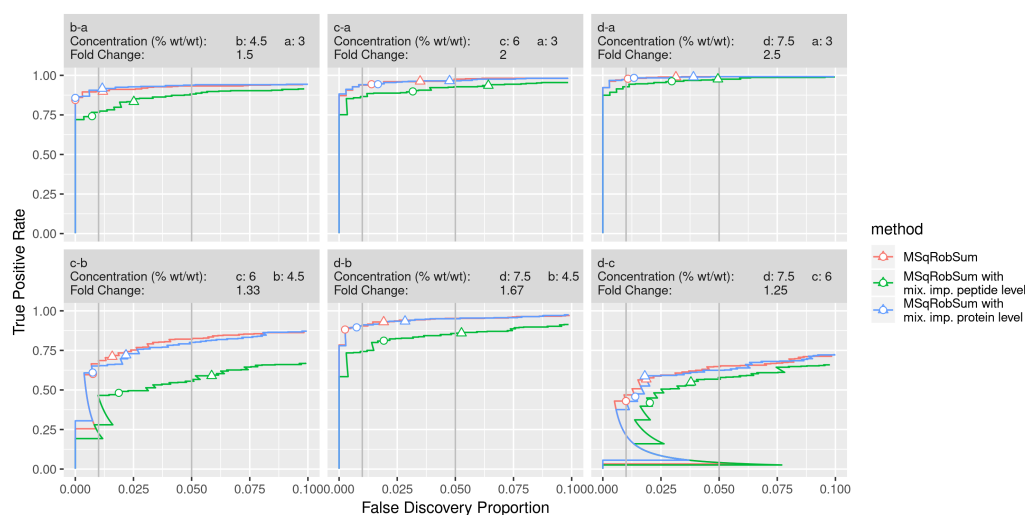 b-a
Concentration (% wt/wt): b: 4.5 a: 3
Fold Change: 1.5
c-a
Concentration (% wt/wt): c: 6 a: 3
Fold Change: 2
d-a
Concentration (% wt/wt): d: 7.5 a: 3
Fold Change: 2.5
1.00
0.75
0.50
0.25
0.00
c-b
Concentration (% wt/wt): c: 6 b: 4.5
Fold Change: 1.33
d-b
Concentration (% wt/wt): d: 7.5 b: 4.5
Fold Change: 1.67
d-c
Concentration (% wt/wt): d: 7.5 c: 6
Fold Change: 1.25
1.00
0.75
0.50
0.25
0.00
0.000 0.025 0.050 0.075 0.100
0.000 0.025 0.050 0.075 0.100
0.000 0.025 0.050 0.075 0.100
True Positive Rate
False Discovery Proportion
method
MSqRobSum
MSqRobSum with
mix. imp. peptide level
MSqRobSum with
mix. imp. protein level